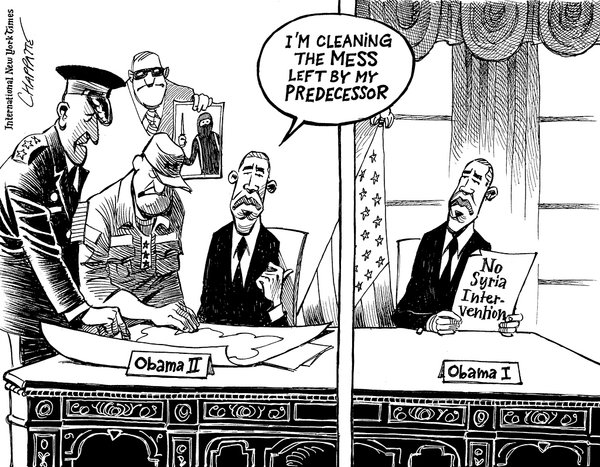 International New York Times
CHAPPATTE
I'M CLEANING
THE MESS
LEFT BY MY
PREDECESSOR
No
Syria
Inter-
vention
Obama II
Obama I